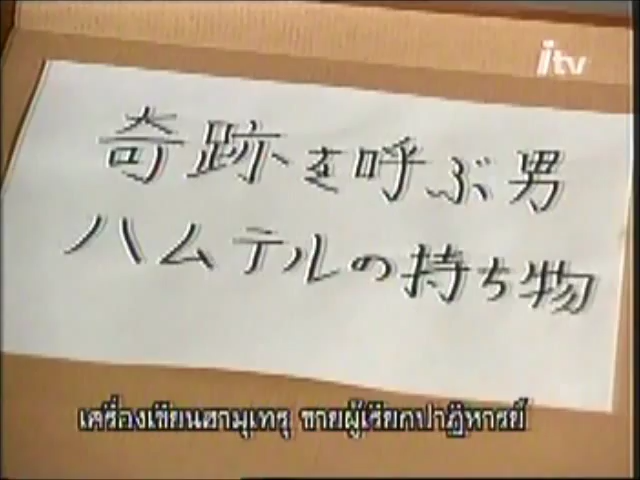 itv
奇跡を呼ぶ男
ハムテルの持ち物
เครื่องเขียนฮามุเทรุ ชายผู้เรียกปาฏิหารย์